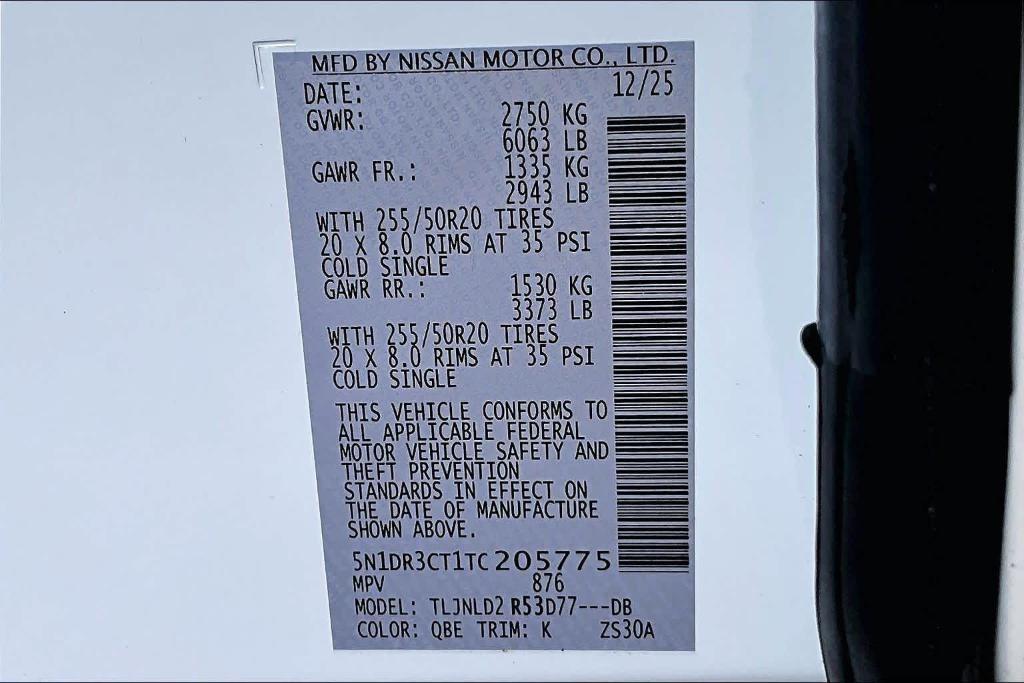 MFD BY NISSAN MOTOR CO., LTD.
DATE: 12/25
GVWR: 2750 KG
6063 LB
GAWR FR.: 1335 KG
2943 LB
WITH 255/50R20 TIRES
20 X 8.0 RIMS AT 35 PSI
COLD SINGLE
GAWR RR.: 1530 KG
3373 LB
WITH 255/50R20 TIRES
20 X 8.0 RIMS AT 35 PSI
COLD SINGLE
THIS VEHICLE CONFORMS TO
ALL APPLICABLE FEDERAL
MOTOR VEHICLE SAFETY AND
THEFT PREVENTION
STANDARDS IN EFFECT ON
THE DATE OF MANUFACTURE
SHOWN ABOVE.
5N1DR3CT1TC205775
MPV 876
MODEL: TLJNLD2 R53D77---DB
COLOR: QBE TRIM: K ZS30A